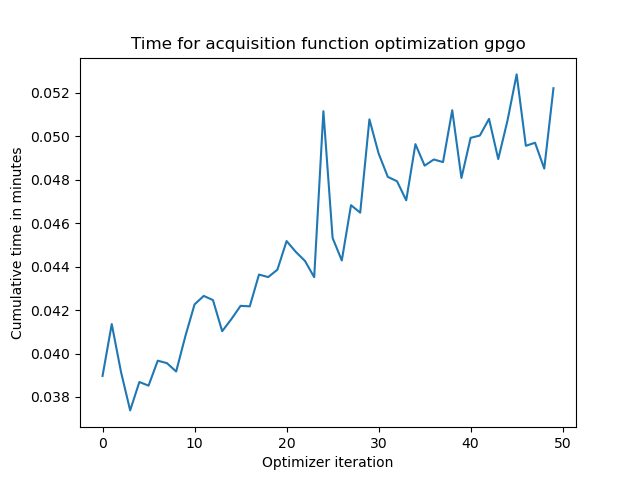 Time for acquisition function optimization gpgo
Cumulative time in minutes
0.052
0.050
0.048
0.046
0.044
0.042
0.040
0.038
0 10 20 30 40 50
Optimizer iteration